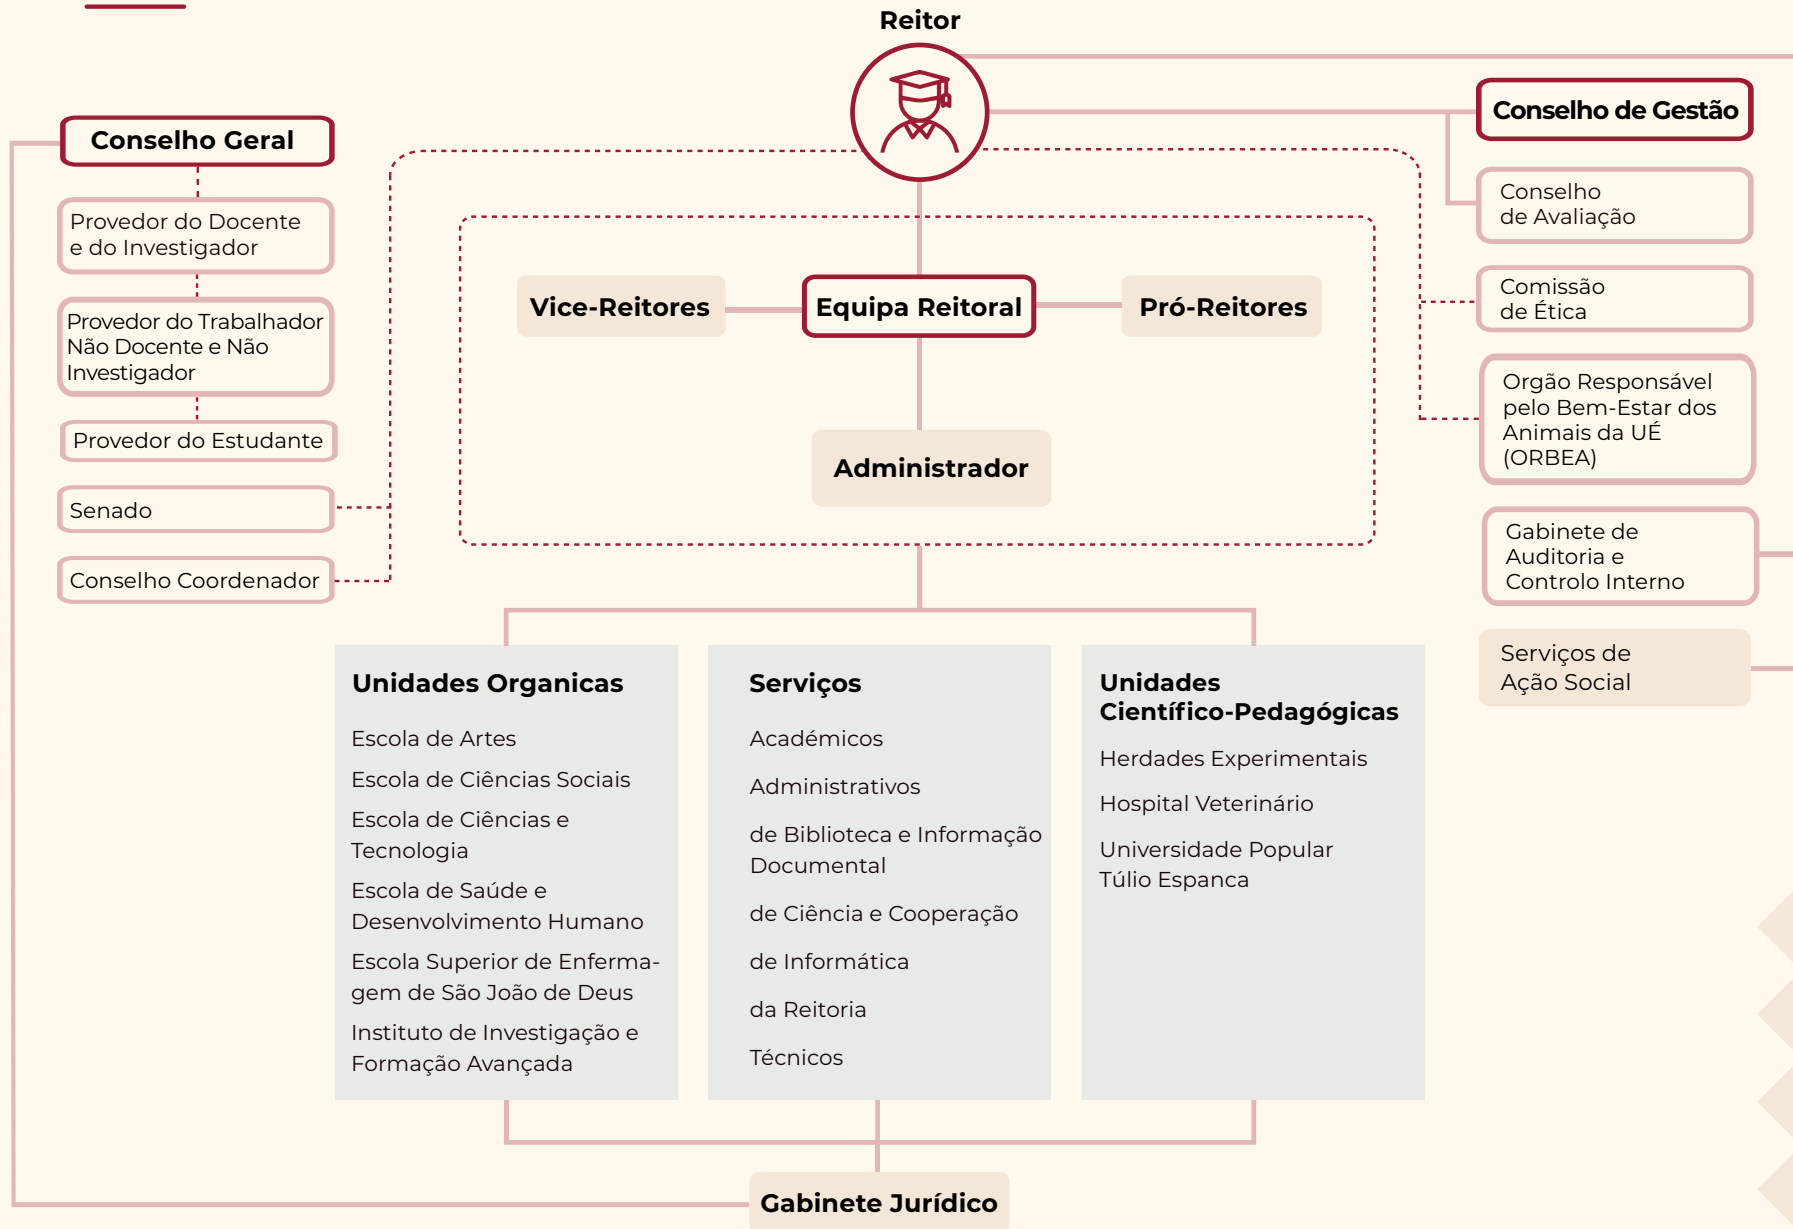 Reitor
Conselho Geral
Provedor do Docente
e do Investigador
Provedor do Trabalhador
Não Docente e Não
Investigador
Provedor do Estudante
Senado
Conselho Coordenador
Vice-Reitores
Equipa Reitoral
Pró-Reitores
Administrador
Conselho de Gestão
Conselho
de Avaliação
Comissão
de Ética
Orgão Responsável
pelo Bem-Estar dos
Animais da UÉ
(ORBEA)
Gabinete de
Auditoria e
Controlo Interno
Serviços de
Ação Social
Unidades Organicas
Escola de Artes
Escola de Ciências Sociais
Escola de Ciências e
Tecnologia
Escola de Saúde e
Desenvolvimento Humano
Escola Superior de Enferma-
gem de São João de Deus
Instituto de Investigação e
Formação Avançada
Serviços
Académicos
Administrativos
de Biblioteca e Informação
Documental
de Ciência e Cooperação
de Informática
da Reitoria
Técnicos
Unidades
Científico-Pedagógicas
Herdades Experimentais
Hospital Veterinário
Universidade Popular
Túlio Espanca
Gabinete Jurídico